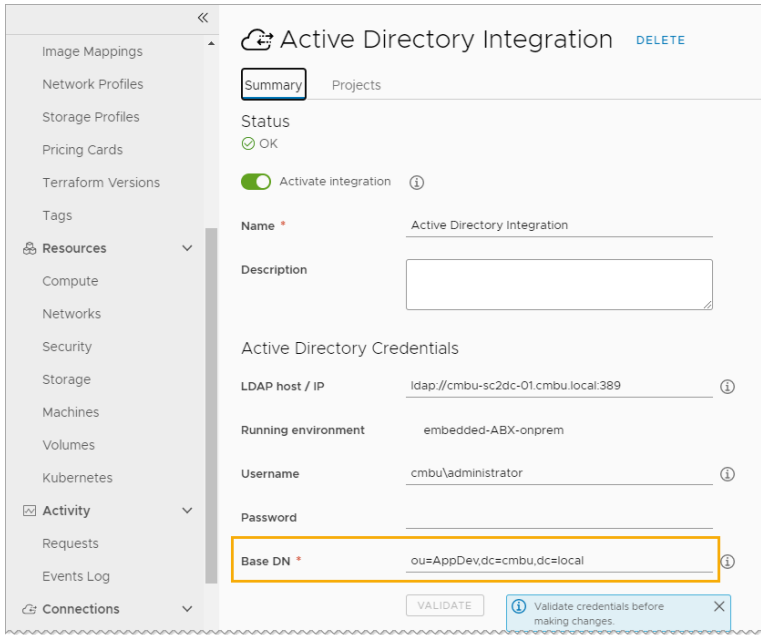 «
Image Mappings
Network Profiles
Storage Profiles
Pricing Cards
Terraform Versions
Tags
Resources
Compute
Networks
Security
Storage
Machines
Volumes
Kubernetes
Activity
Requests
Events Log
Connections
Active Directory Integration DELETE
Summary Projects
Status
OK
Activate integration
Name * Active Directory Integration
Description
Active Directory Credentials
LDAP host / IP ldap://cmbu-sc2dc-01.cmbu.local:389
Running environment embedded-ABX-onprem
Username cmbu\administrator
Password
Base DN * ou=AppDev,dc=cmbu,dc=local
VALIDATE
Validate credentials before
making changes.